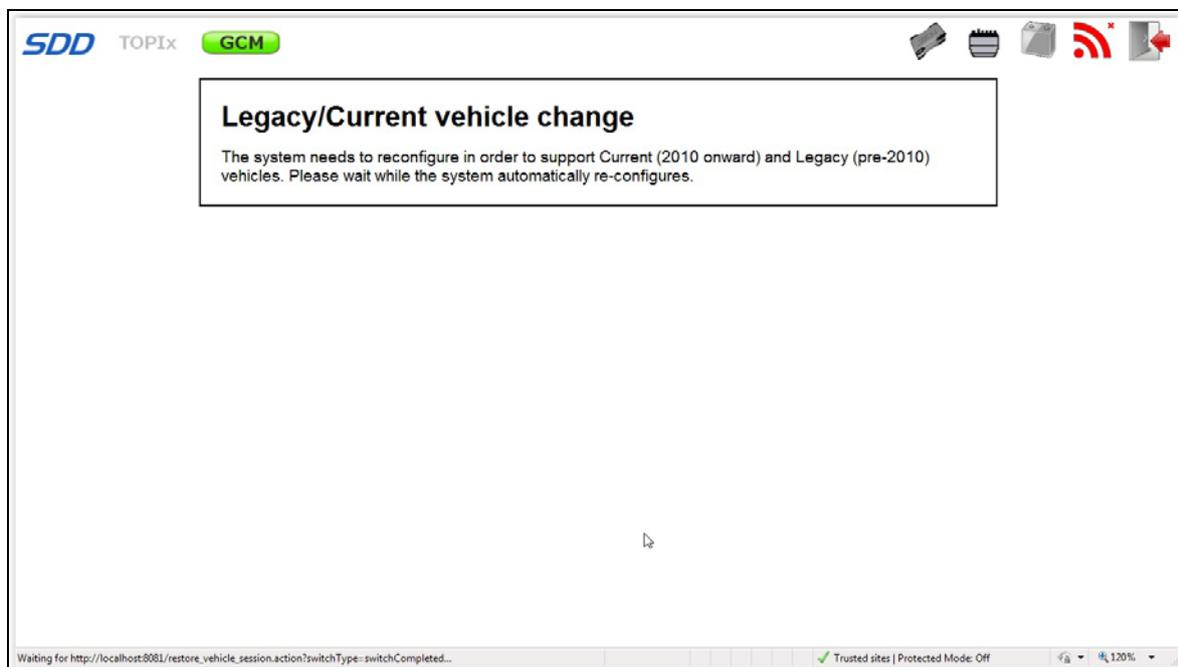 SDD TOPIx GCM
Legacy/Current vehicle change
The system needs to reconfigure in order to support Current (2010 onward) and Legacy (pre-2010)
vehicles. Please wait while the system automatically re-configures.
Waiting for http://localhost:8081/restore_vehicle_session.action?switchType=switchCompleted... Trusted sites | Protected Mode: Off 120%